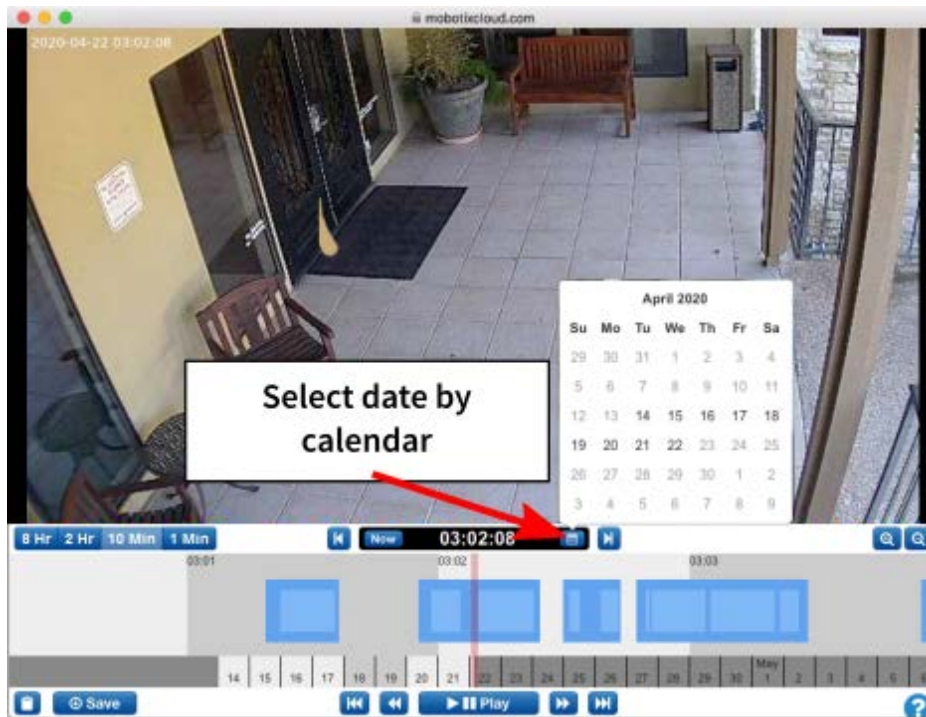 mobotixcloud.com
2020-04-22 03:02:08
April 2020
Su Mo Tu We Th Fr Sa
29 30 31 1 2 3 4
5 6 7 8 9 10 11
12 13 14 15 16 17 18
19 20 21 22 23 24 25
26 27 28 29 30 1 2
3 4 5 6 7 8 9
Select date by
calendar
8 Hr 2 Hr 10 Min 1 Min
Now 03:02:08
03:01 03:02 03:03
May
14 15 16 17 18 19 20 21 22 23 24 25 26 27 28 29 30 1 2 3 4 5
Save
Play
?